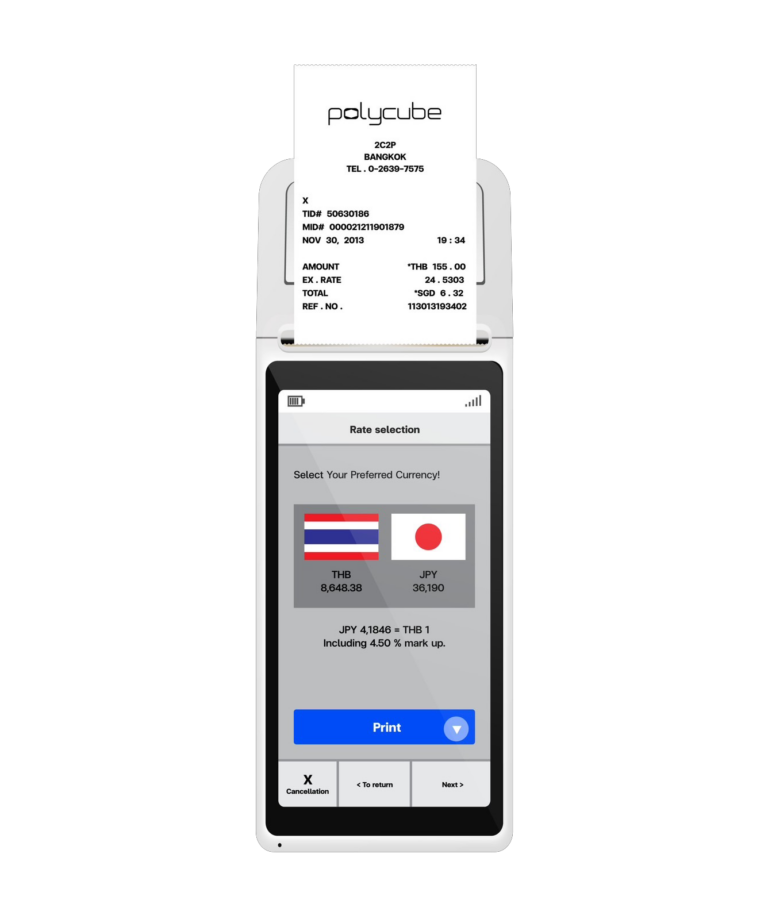 polycube
2C2P
BANGKOK
TEL . 0-2639-7575
X
TID# 50630186
MID# 000021211901879
NOV 30, 2013 19 : 34
AMOUNT *THB 155 . 00
EX . RATE 24 . 5303
TOTAL *SGD 6 . 32
REF . NO . 113013193402
Rate selection
Select Your Preferred Currency!
THB JPY
8,648.38 36,190
JPY 4,1846 = THB 1
Including 4.50 % mark up.
Print
X
Cancellation
< To return
Next >